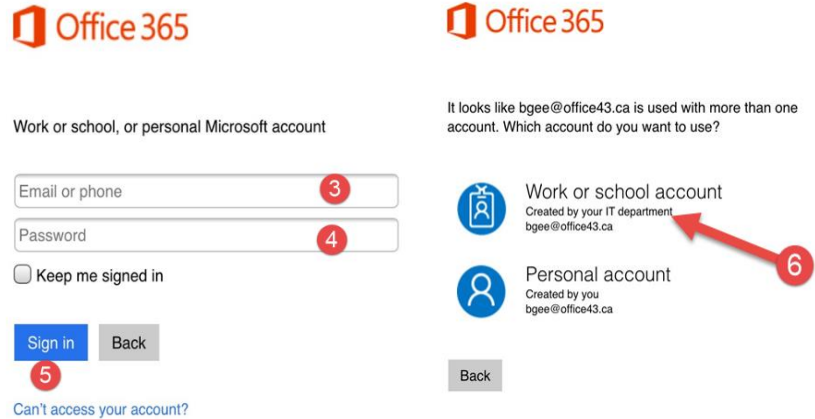 Office 365
Work or school, or personal Microsoft account
Email or phone
3
Password
4
Keep me signed in
Sign in
Back
5
Can't access your account?
Office 365
It looks like bgee@office43.ca is used with more than one
account. Which account do you want to use?
Work or school account
Created by your IT department
bgee@office43.ca
6
Personal account
Created by you
bgee@office43.ca
Back